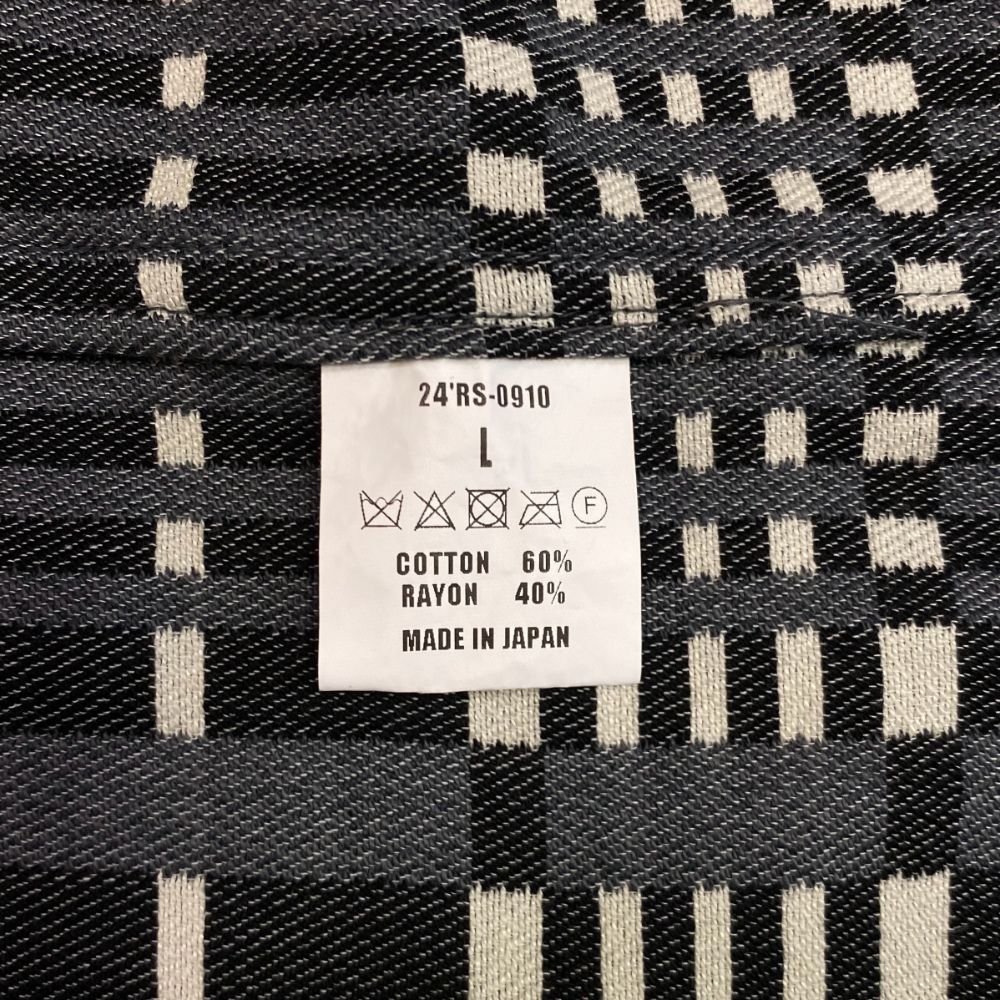 24'RS-0910
L
F
COTTON 60%
RAYON 40%
MADE IN JAPAN